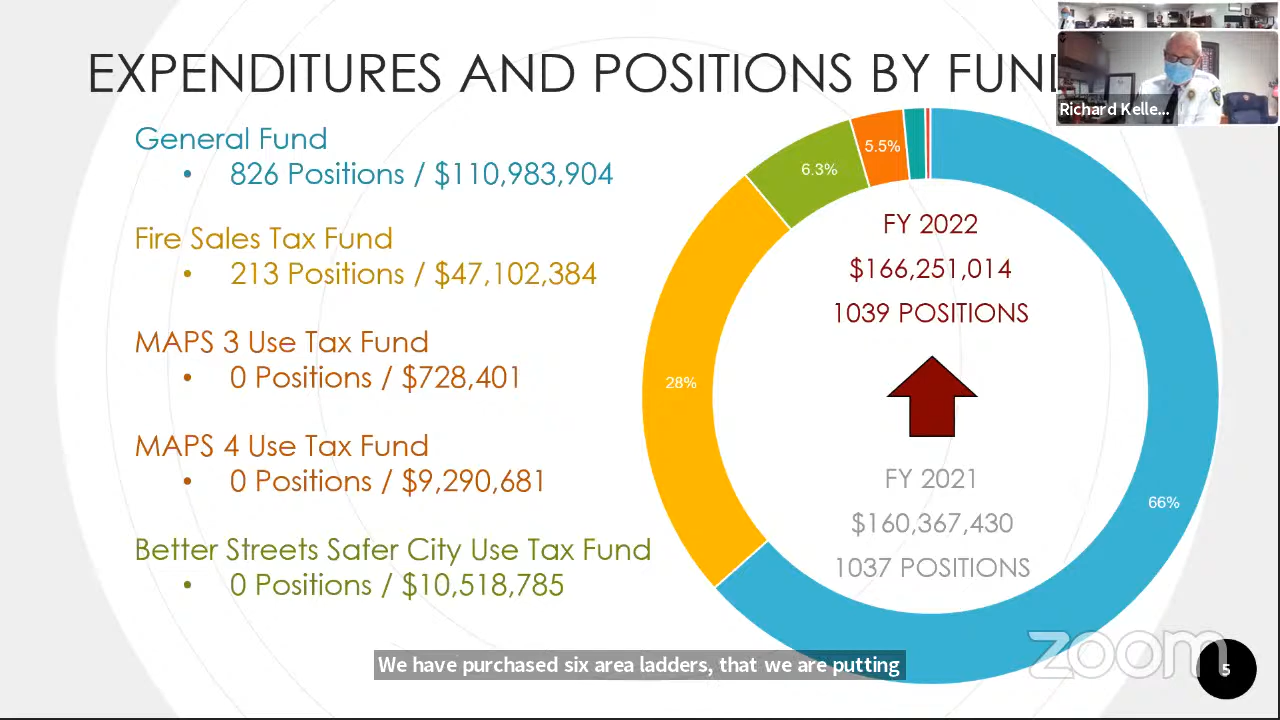 EXPENDITURES AND POSITIONS BY FUN
Richard Kelle...
General Fund
• 826 Positions / $110,983,904
Fire Sales Tax Fund
• 213 Positions / $47,102,384
MAPS 3 Use Tax Fund
• 0 Positions / $728,401
MAPS 4 Use Tax Fund
• 0 Positions / $9,290,681
Better Streets Safer City Use Tax Fund
• 0 Positions / $10,518,785
5.5%
6.3%
28%
66%
FY 2022
$166,251,014
1039 POSITIONS
FY 2021
$160,367,430
1037 POSITIONS
We have purchased six area ladders, that we are putting
zoom
5